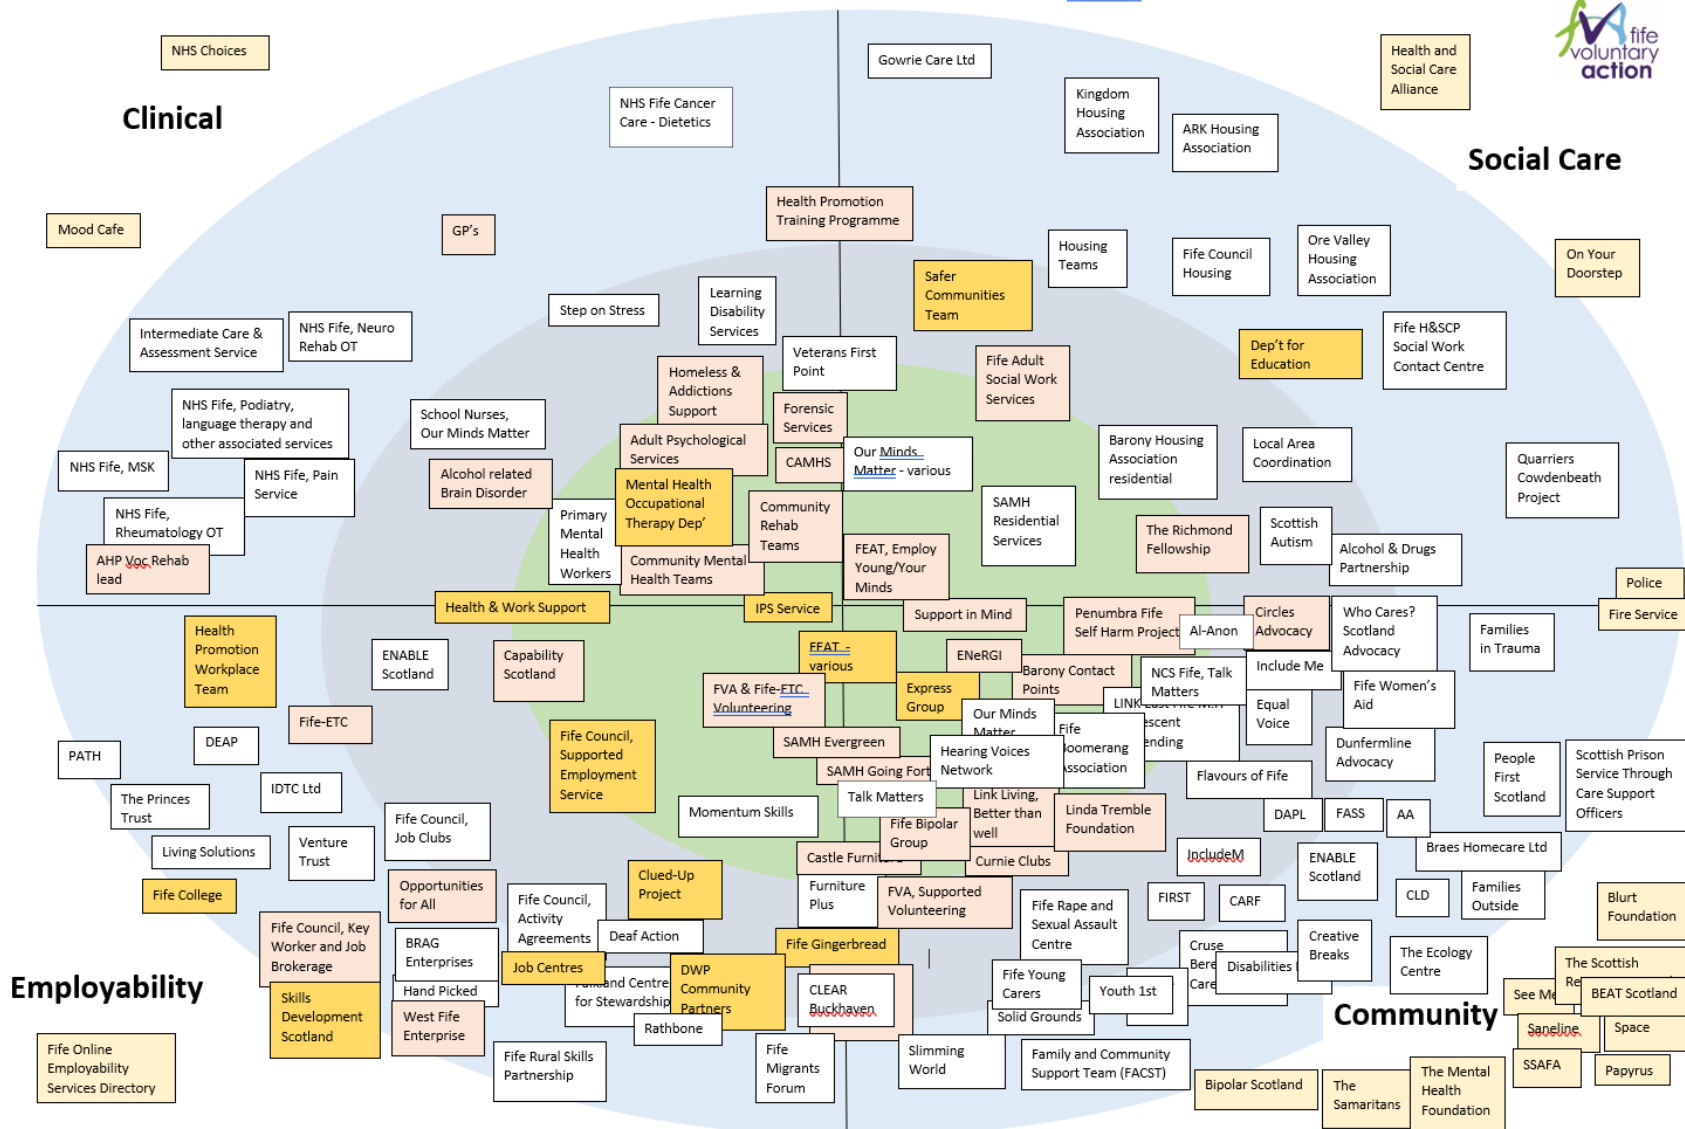 NHS Choices
Clinical
NHS Fife Cancer
Care - Dietetics
Gowrie Care Ltd
Kingdom
Housing
Association
ARK Housing
Association
Health and
Social Care
Alliance
fva fife
voluntary
action
Social Care
Mood Cafe
GP's
Health Promotion
Training Programme
Housing
Teams
Fife Council
Housing
Ore Valley
Housing
Association
On Your
Doorstep
Safer
Communities
Team
Step on Stress
Learning
Disability
Services
Intermediate Care &
Assessment Service
NHS Fife, Neuro
Rehab OT
Veterans First
Point
Fife Adult
Social Work
Services
Dep't for
Education
Fife H&SCP
Social Work
Contact Centre
Homeless &
Addictions
Support
Forensic
Services
NHS Fife, Podiatry,
language therapy and
other associated services
School Nurses,
Our Minds Matter
Adult Psychological
Services
CAMHS
Our Minds
Matter - various
Barony Housing
Association
residential
Local Area
Coordination
Quarriers
Cowdenbeath
Project
NHS Fife, MSK
NHS Fife, Pain
Service
Alcohol related
Brain Disorder
Mental Health
Occupational
Therapy Dep'
NHS Fife,
Rheumatology OT
Primary
Mental
Health
Workers
Community
Rehab
Teams
SAMH
Residential
Services
The Richmond
Fellowship
Scottish
Autism
Alcohol & Drugs
Partnership
AHP Voc Rehab
lead
Community Mental
Health Teams
FEAT, Employ
Young/Your
Minds
Police
Fire Service
Health & Work Support
IPS Service
Support in Mind
Penumbra Fife
Self Harm Project
Al-Anon
Circles
Advocacy
Who Cares?
Scotland
Advocacy
Families
in Trauma
Health
Promotion
Workplace
Team
ENABLE
Scotland
Capability
Scotland
FEAT -
various
ENeRGI
Barony Contact
Points
NCS Fife, Talk
Matters
Include Me
Fife Women's
Aid
FVA & Fife-ETC
Volunteering
Express
Group
LINK
Equal
Voice
Our Minds
Matter
Fife
Boomerang
Association
Fife-ETC
DEAP
PATH
Fife Council,
Supported
Employment
Service
SAMH Evergreen
Hearing Voices
Network
Dunfermline
Advocacy
People
First
Scotland
Scottish Prison
Service Through
Care Support
Officers
SAMH Going Fort
Flavours of Fife
IDTC Ltd
The Princes
Trust
Talk Matters
Link Living,
Better than
well
Linda Tremble
Foundation
DAPL
FASS
AA
Momentum Skills
Fife Council,
Job Clubs
Fife Bipolar
Group
Living Solutions
Venture
Trust
Castle Furnitu
Curnie Clubs
IncludeM
ENABLE
Scotland
Braes Homecare Ltd
Fife College
Opportunities
for All
Clued-Up
Project
Furniture
Plus
FVA, Supported
Volunteering
FIRST
CARF
CLD
Families
Outside
Blurt
Foundation
Fife Council,
Activity
Agreements
Fife Rape and
Sexual Assault
Centre
Fife Council, Key
Worker and Job
Brokerage
BRAG
Enterprises
Deaf Action
Fife Gingerbread
Cruse
Bere
Care
Disabilities
Creative
Breaks
The Ecology
Centre
Job Centres
DWP
Community
Partners
The Scottish
Re
Employability
Hand Picked
Centre
for Stewardship
CLEAR
Buckhaven
Fife Young
Carers
Youth 1st
See Me
BEAT Scotland
Skills
Development
Scotland
West Fife
Enterprise
Rathbone
Solid Grounds
Community
Saneline
Space
Fife Online
Employability
Services Directory
Fife Rural Skills
Partnership
Fife
Migrants
Forum
Slimming
World
Family and Community
Support Team (FACST)
Bipolar Scotland
The
Samaritans
The Mental
Health
Foundation
SSAFA
Papyrus